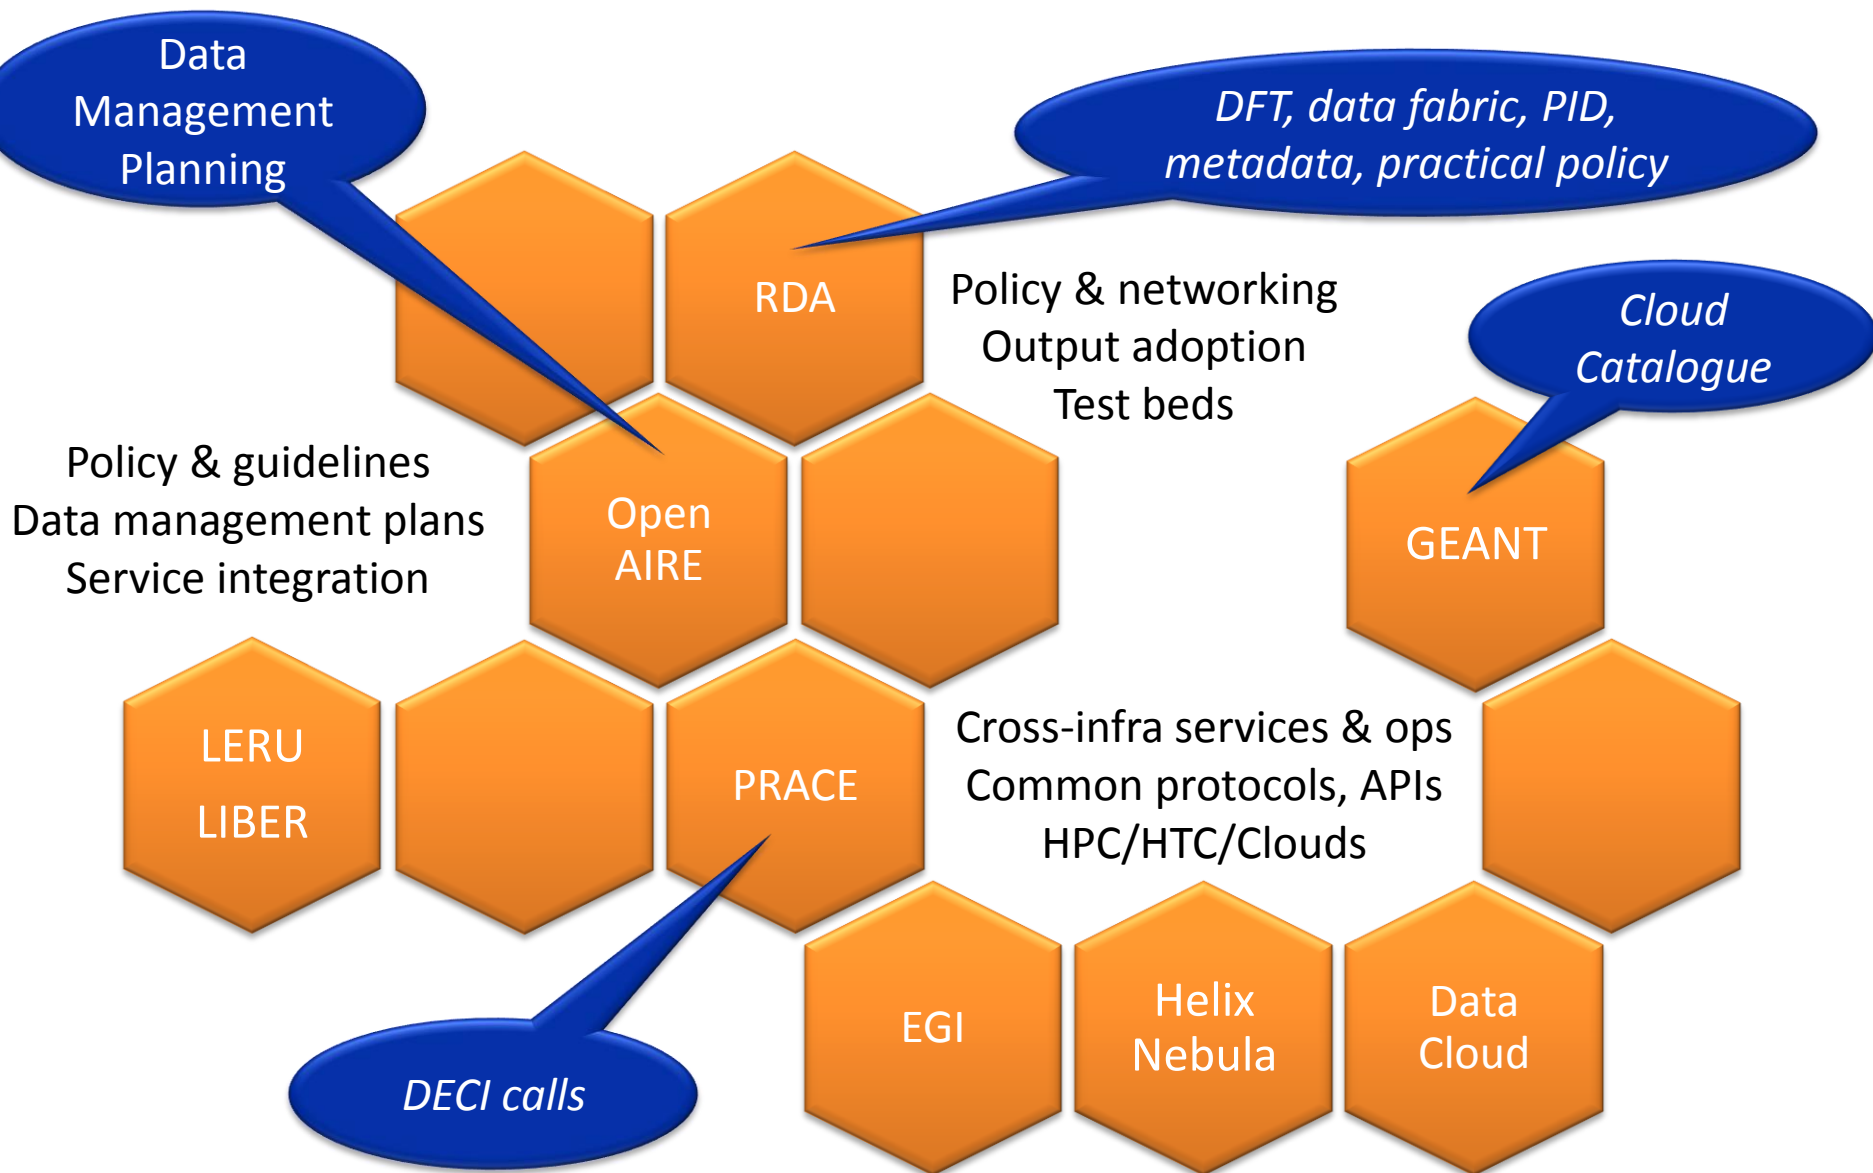 Data
Management
Planning
DFT, data fabric, PID,
metadata, practical policy
RDA
Policy & networking
Output adoption
Test beds
Cloud
Catalogue
Policy & guidelines
Data management plans
Service integration
Open
AIRE
GEANT
LERU
LIBER
PRACE
Cross-infra services & ops
Common protocols, APIs
HPC/HTC/Clouds
DECI calls
EGI
Helix
Nebula
Data
Cloud